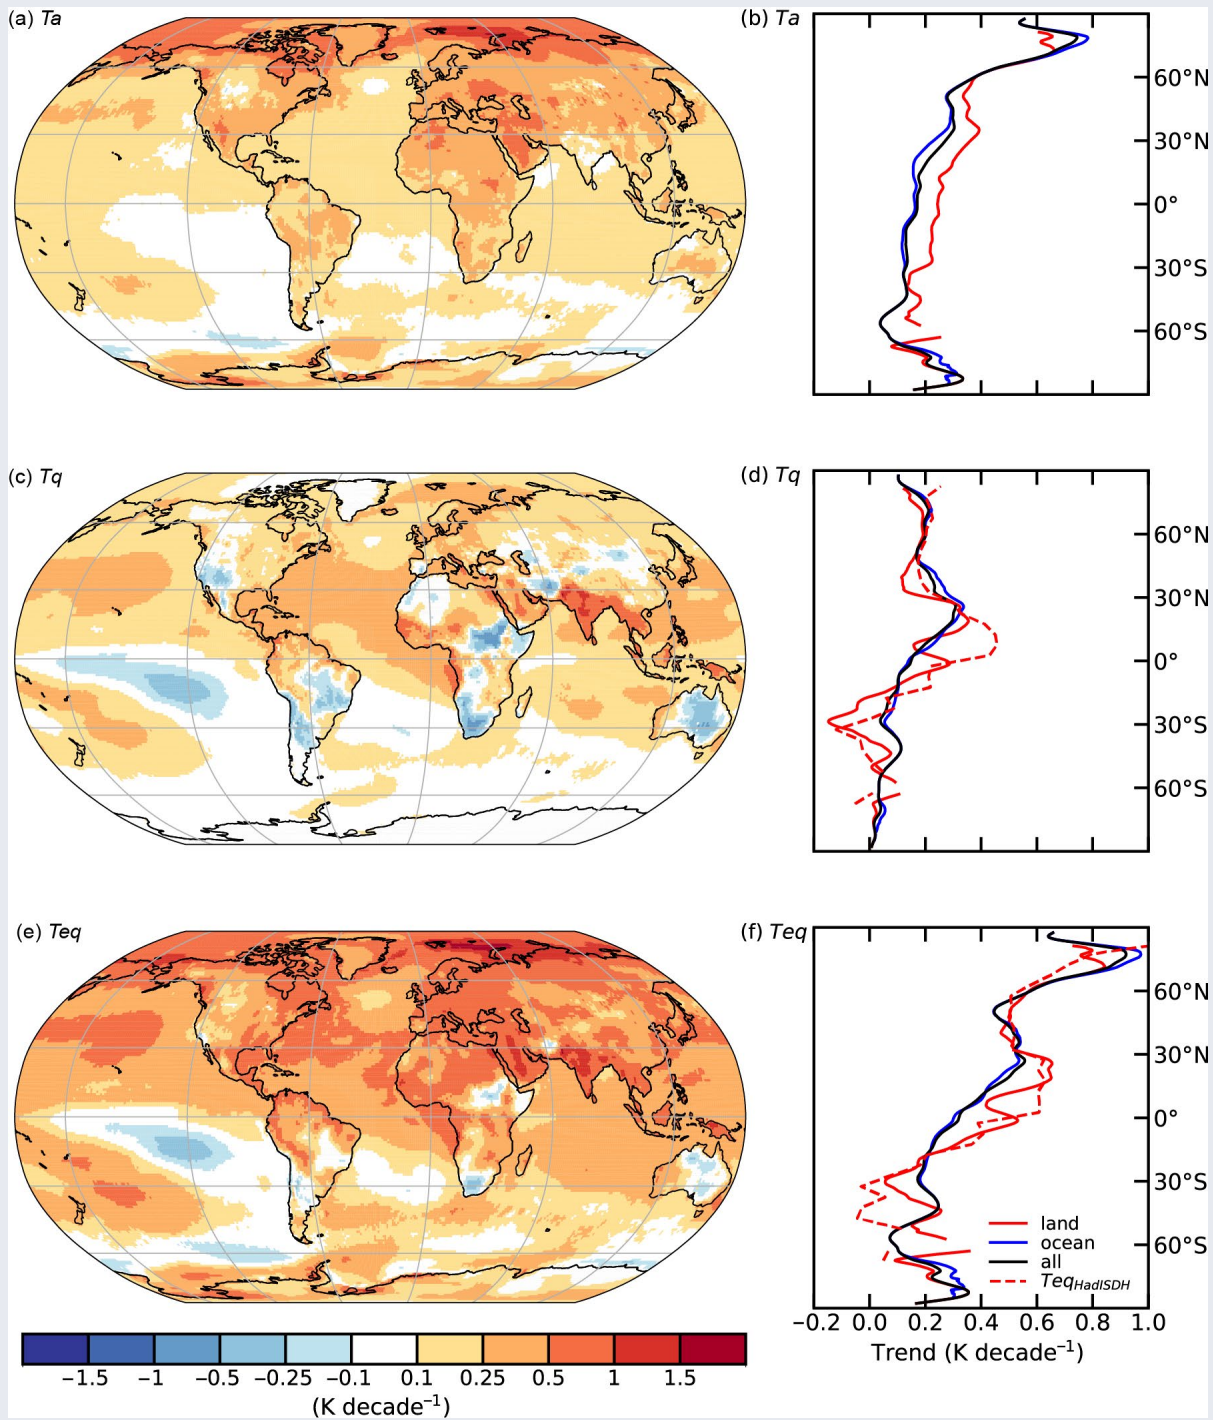 (a) Ta
(b) Ta
60°N
30°N
0°
30°S
60°S
(c) Tq
(d) Tq
60°N
30°N
0°
30°S
60°S
(e) Teq
(f) Teq
60°N
30°N
0°
30°S
60°S
land
ocean
all
TeqHadISDH
−0.2 0.0 0.2 0.4 0.6 0.8 1.0
Trend (K decade⁻¹)
−1.5 −1 −0.5 −0.25 −0.1 0.1 0.25 0.5 1 1.5
(K decade⁻¹)